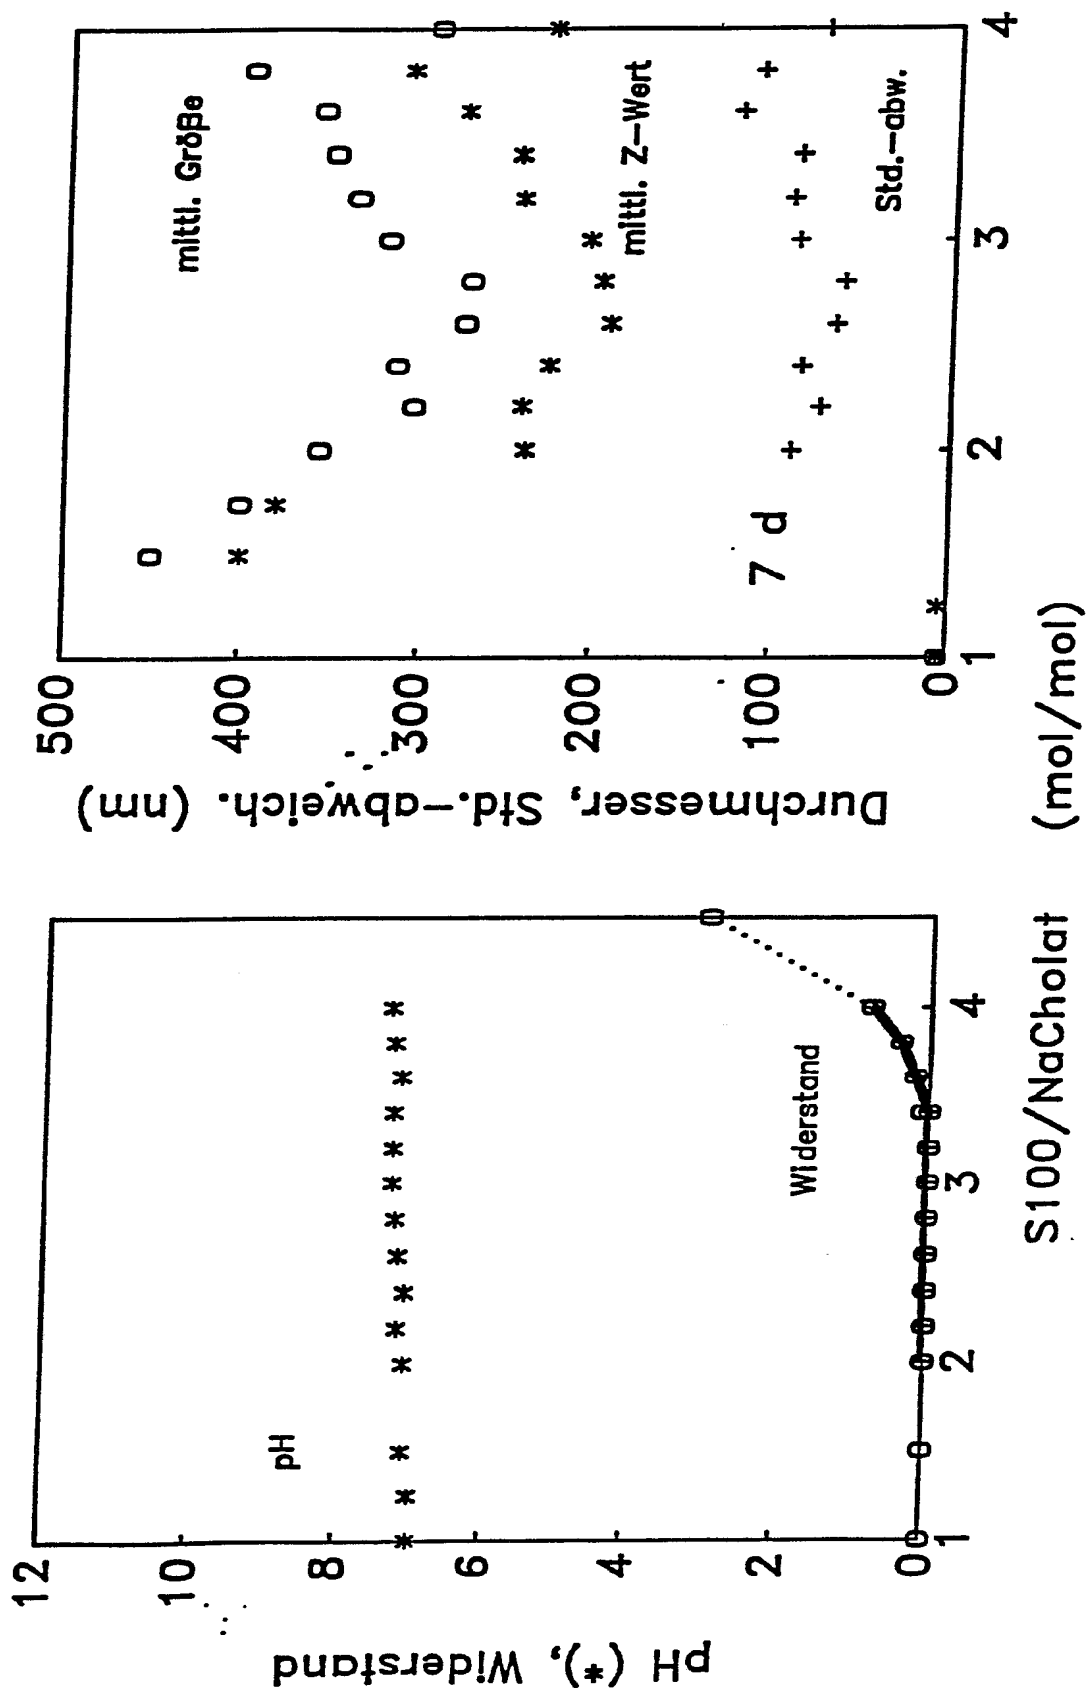 pH (*), Widerstand
12
10
8
6
4
2
0
pH
Widerstand
1
2
3
4
Durchmesser, Std.-abweich. (nm)
500
400
300
200
100
0
mittl. Größe
mittl. Z-Wert
Std.-abw.
7 d
1
2
3
4
S100/NaCholat (mol/mol)